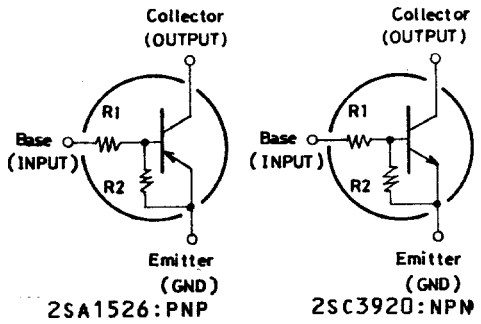 Collector
(OUTPUT)
R1
Base
(INPUT)
R2
Emitter
(GND)
2SA1526:PNP
Collector
(OUTPUT)
R1
Base
(INPUT)
R2
Emitter
(GND)
2SC3920:NPN